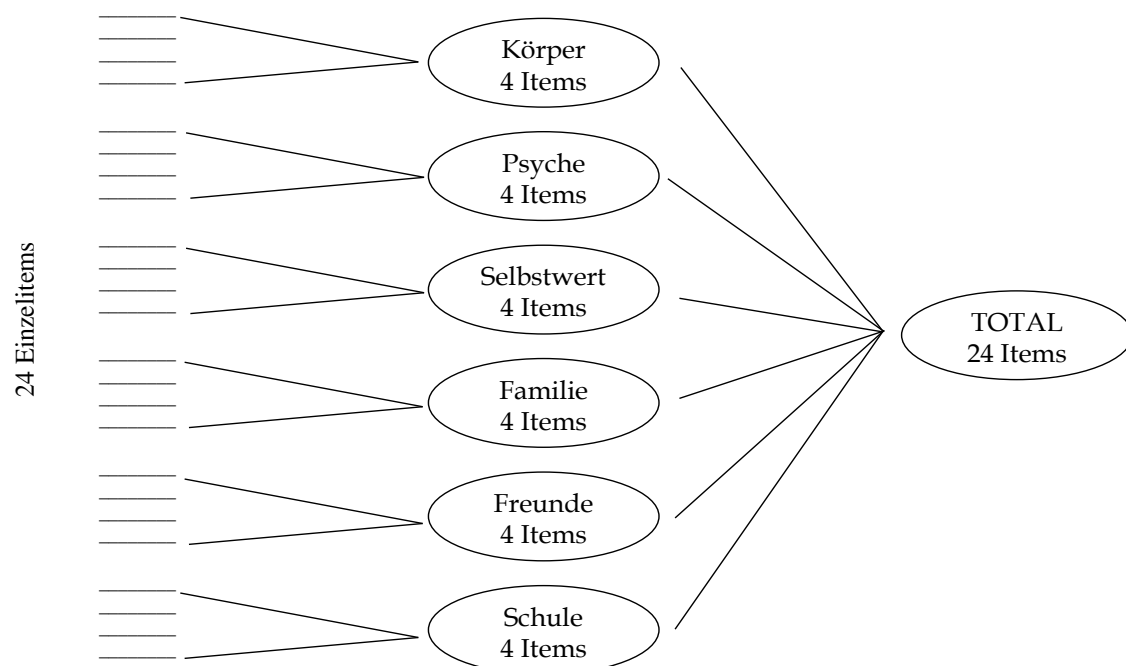 24 Einzelitems
Körper
4 Items
Psyche
4 Items
Selbstwert
4 Items
Familie
4 Items
Freunde
4 Items
Schule
4 Items
TOTAL
24 Items